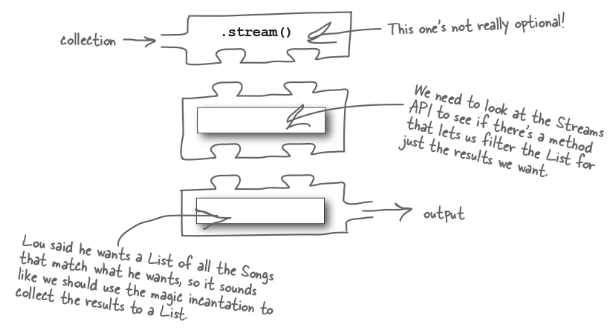 .stream()
collection
This one's not really optional!
We need to look at the Streams
API to see if there's a method
that lets us filter the List for
just the results we want.
output
Lou said he wants a List of all the Songs
that match what he wants, so it sounds
like we should use the magic incantation to
collect the results to a List.